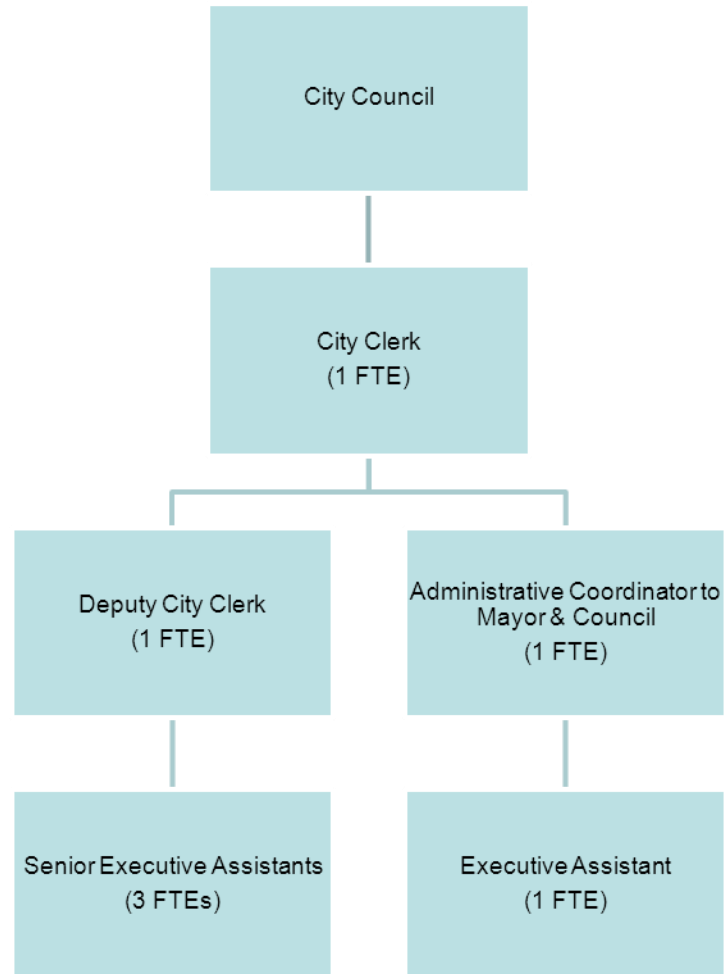 City Council
City Clerk
(1 FTE)
Deputy City Clerk
(1 FTE)
Administrative Coordinator to
Mayor & Council
(1 FTE)
Senior Executive Assistants
(3 FTEs)
Executive Assistant
(1 FTE)